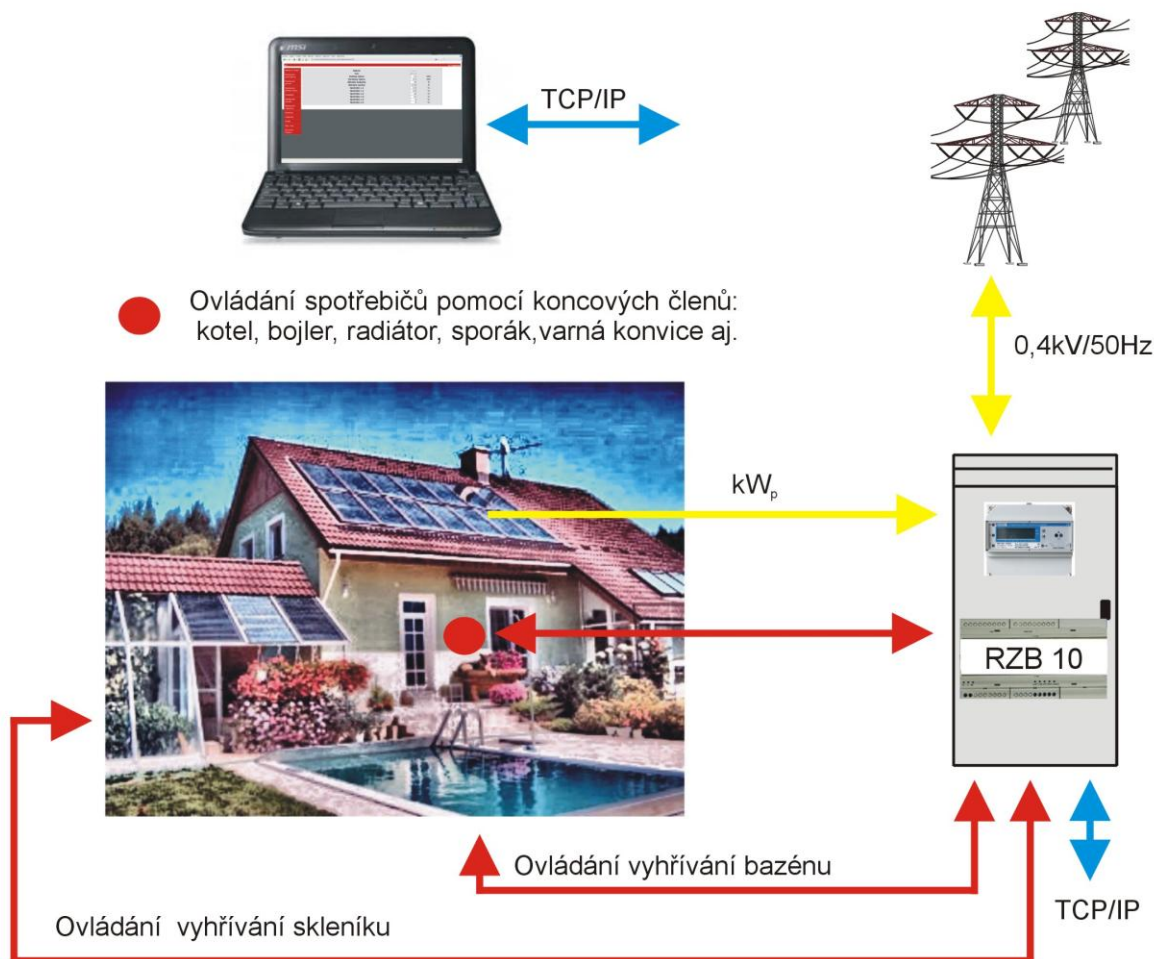 TCP/IP
Ovládání spotřebičů pomocí koncových členů:
kotel, bojler, radiátor, sporák,varná konvice aj.
0,4kV/50Hz
kWp
RZB 10
Ovládání vyhřívání bazénu
TCP/IP
Ovládání vyhřívání skleníku